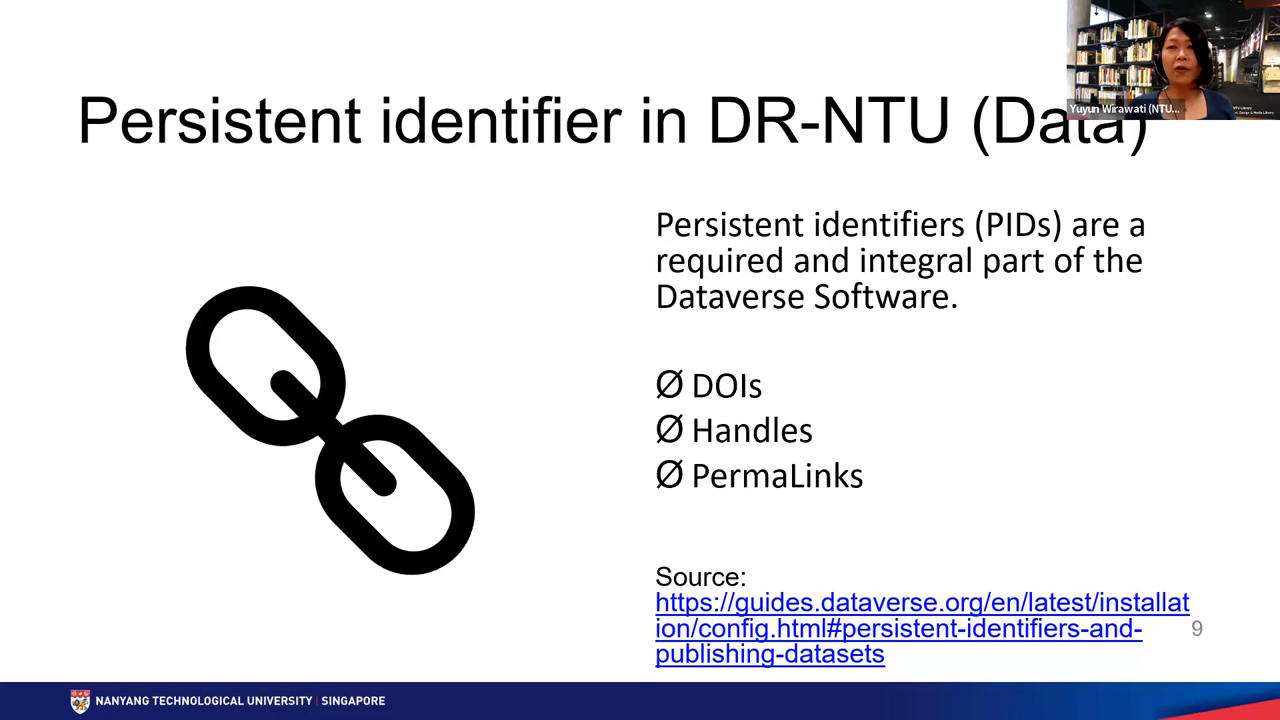 Yuyun Wirawati (NTU...
Persistent identifier in DR-NTU (Data)
Persistent identifiers (PIDs) are a
required and integral part of the
Dataverse Software.
Ø DOIs
Ø Handles
Ø PermaLinks
Source:
https://guides.dataverse.org/en/latest/installat
ion/config.html#persistent-identifiers-and-
publishing-datasets
9
NANYANG TECHNOLOGICAL UNIVERSITY | SINGAPORE